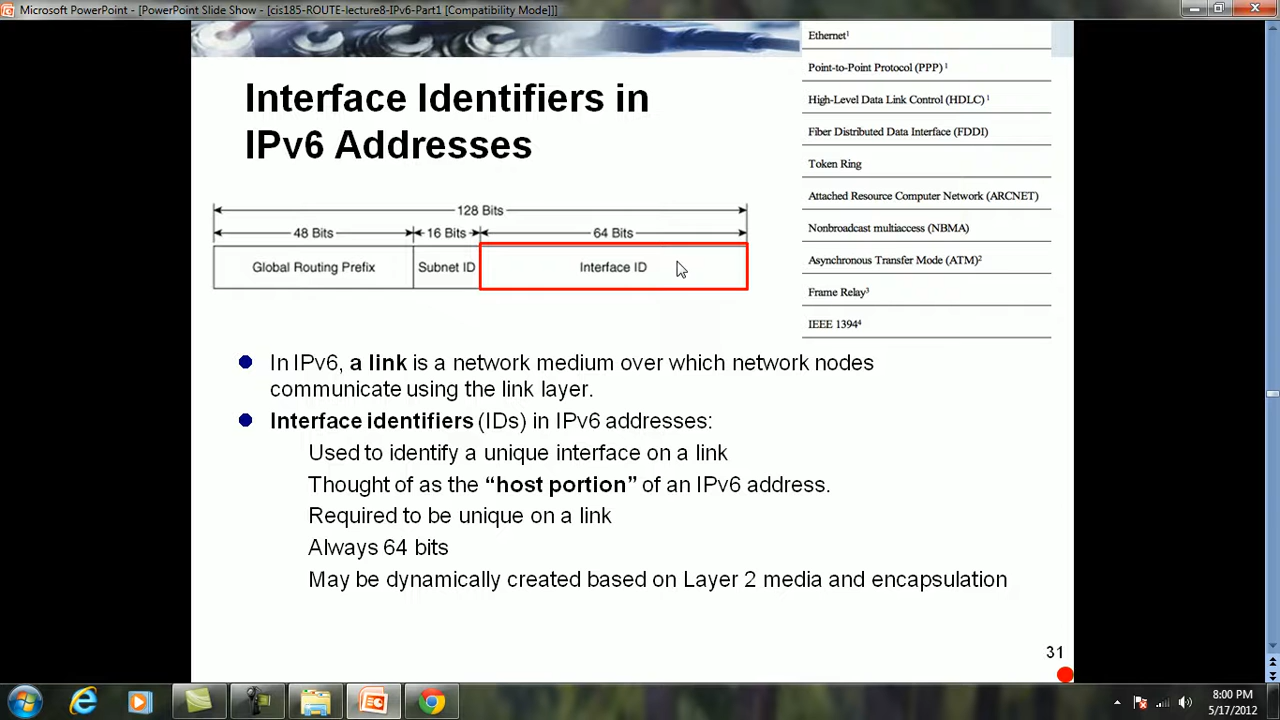 Microsoft PowerPoint - [PowerPoint Slide Show - [cis185-ROUTE-lecture8-IPv6-Part1 [Compatibility Mode]]]
Interface Identifiers in
IPv6 Addresses
Ethernet¹
Point-to-Point Protocol (PPP) ¹
High-Level Data Link Control (HDLC) ¹
Fiber Distributed Data Interface (FDDI)
Token Ring
Attached Resource Computer Network (ARCNET)
Nonbroadcast multiaccess (NBMA)
Asynchronous Transfer Mode (ATM)²
Frame Relay³
IEEE 1394⁴
128 Bits
48 Bits 16 Bits 64 Bits
Global Routing Prefix Subnet ID Interface ID
In IPv6, a link is a network medium over which network nodes
communicate using the link layer.
Interface identifiers (IDs) in IPv6 addresses:
Used to identify a unique interface on a link
Thought of as the “host portion” of an IPv6 address.
Required to be unique on a link
Always 64 bits
May be dynamically created based on Layer 2 media and encapsulation
31
8:00 PM
5/17/2012